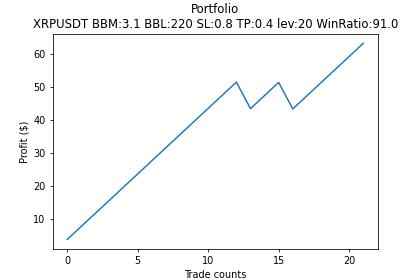 Portfolio
XRPUSDT BBM:3.1 BBL:220 SL:0.8 TP:0.4 lev:20 WinRatio:91.0
60
50
40
30
20
10
Profit ($)
0 5 10 15 20
Trade counts